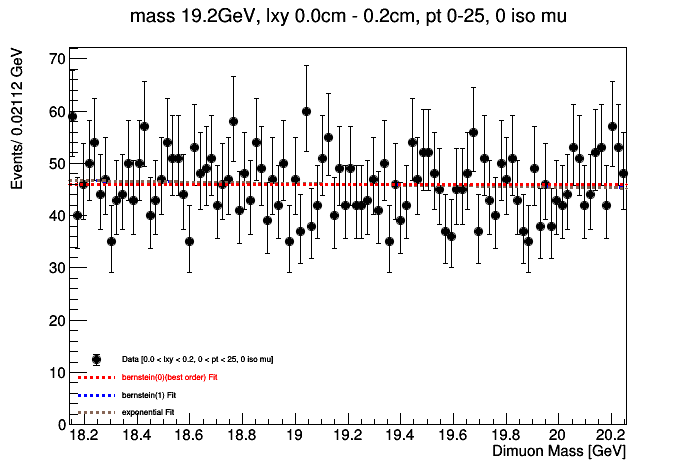 mass 19.2GeV, lxy 0.0cm - 0.2cm, pt 0-25, 0 iso mu
Events/ 0.02112 GeV
70
60
50
40
30
20
10
0
Data [0.0 < lxy < 0.2, 0 < pt < 25, 0 iso mu]
bernstein(0)(best order) Fit
bernstein(1) Fit
exponential Fit
18.2 18.4 18.6 18.8 19 19.2 19.4 19.6 19.8 20 20.2
Dimuon Mass [GeV]